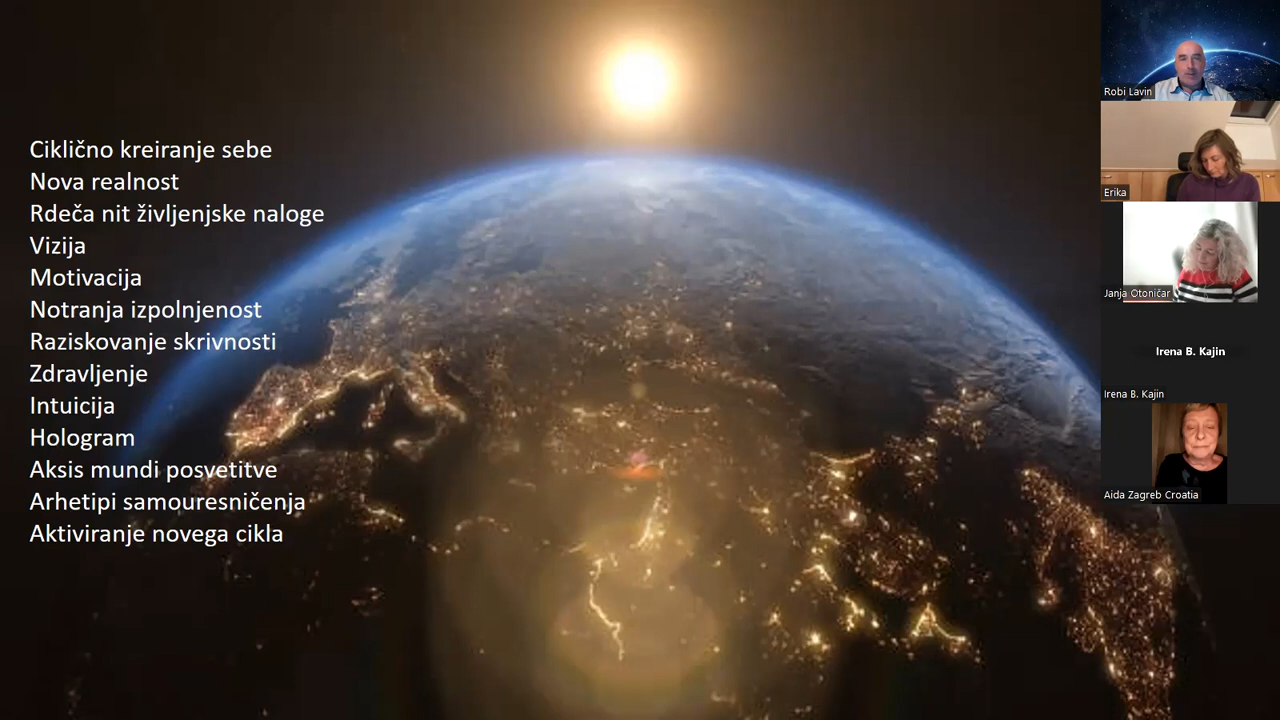 Ciklično kreiranje sebe
Nova realnost
Rdeča nit življenjske naloge
Vizija
Motivacija
Notranja izpolnjenost
Raziskovanje skrivnosti
Zdravljenje
Intuicija
Hologram
Aksis mundi posvetitve
Arhetipi samouresničenja
Aktiviranje novega cikla
Robi Lavin
Erika
Janja Otoničar
Irena B. Kajin
Irena B. Kajin
Aida Zagreb Croatia